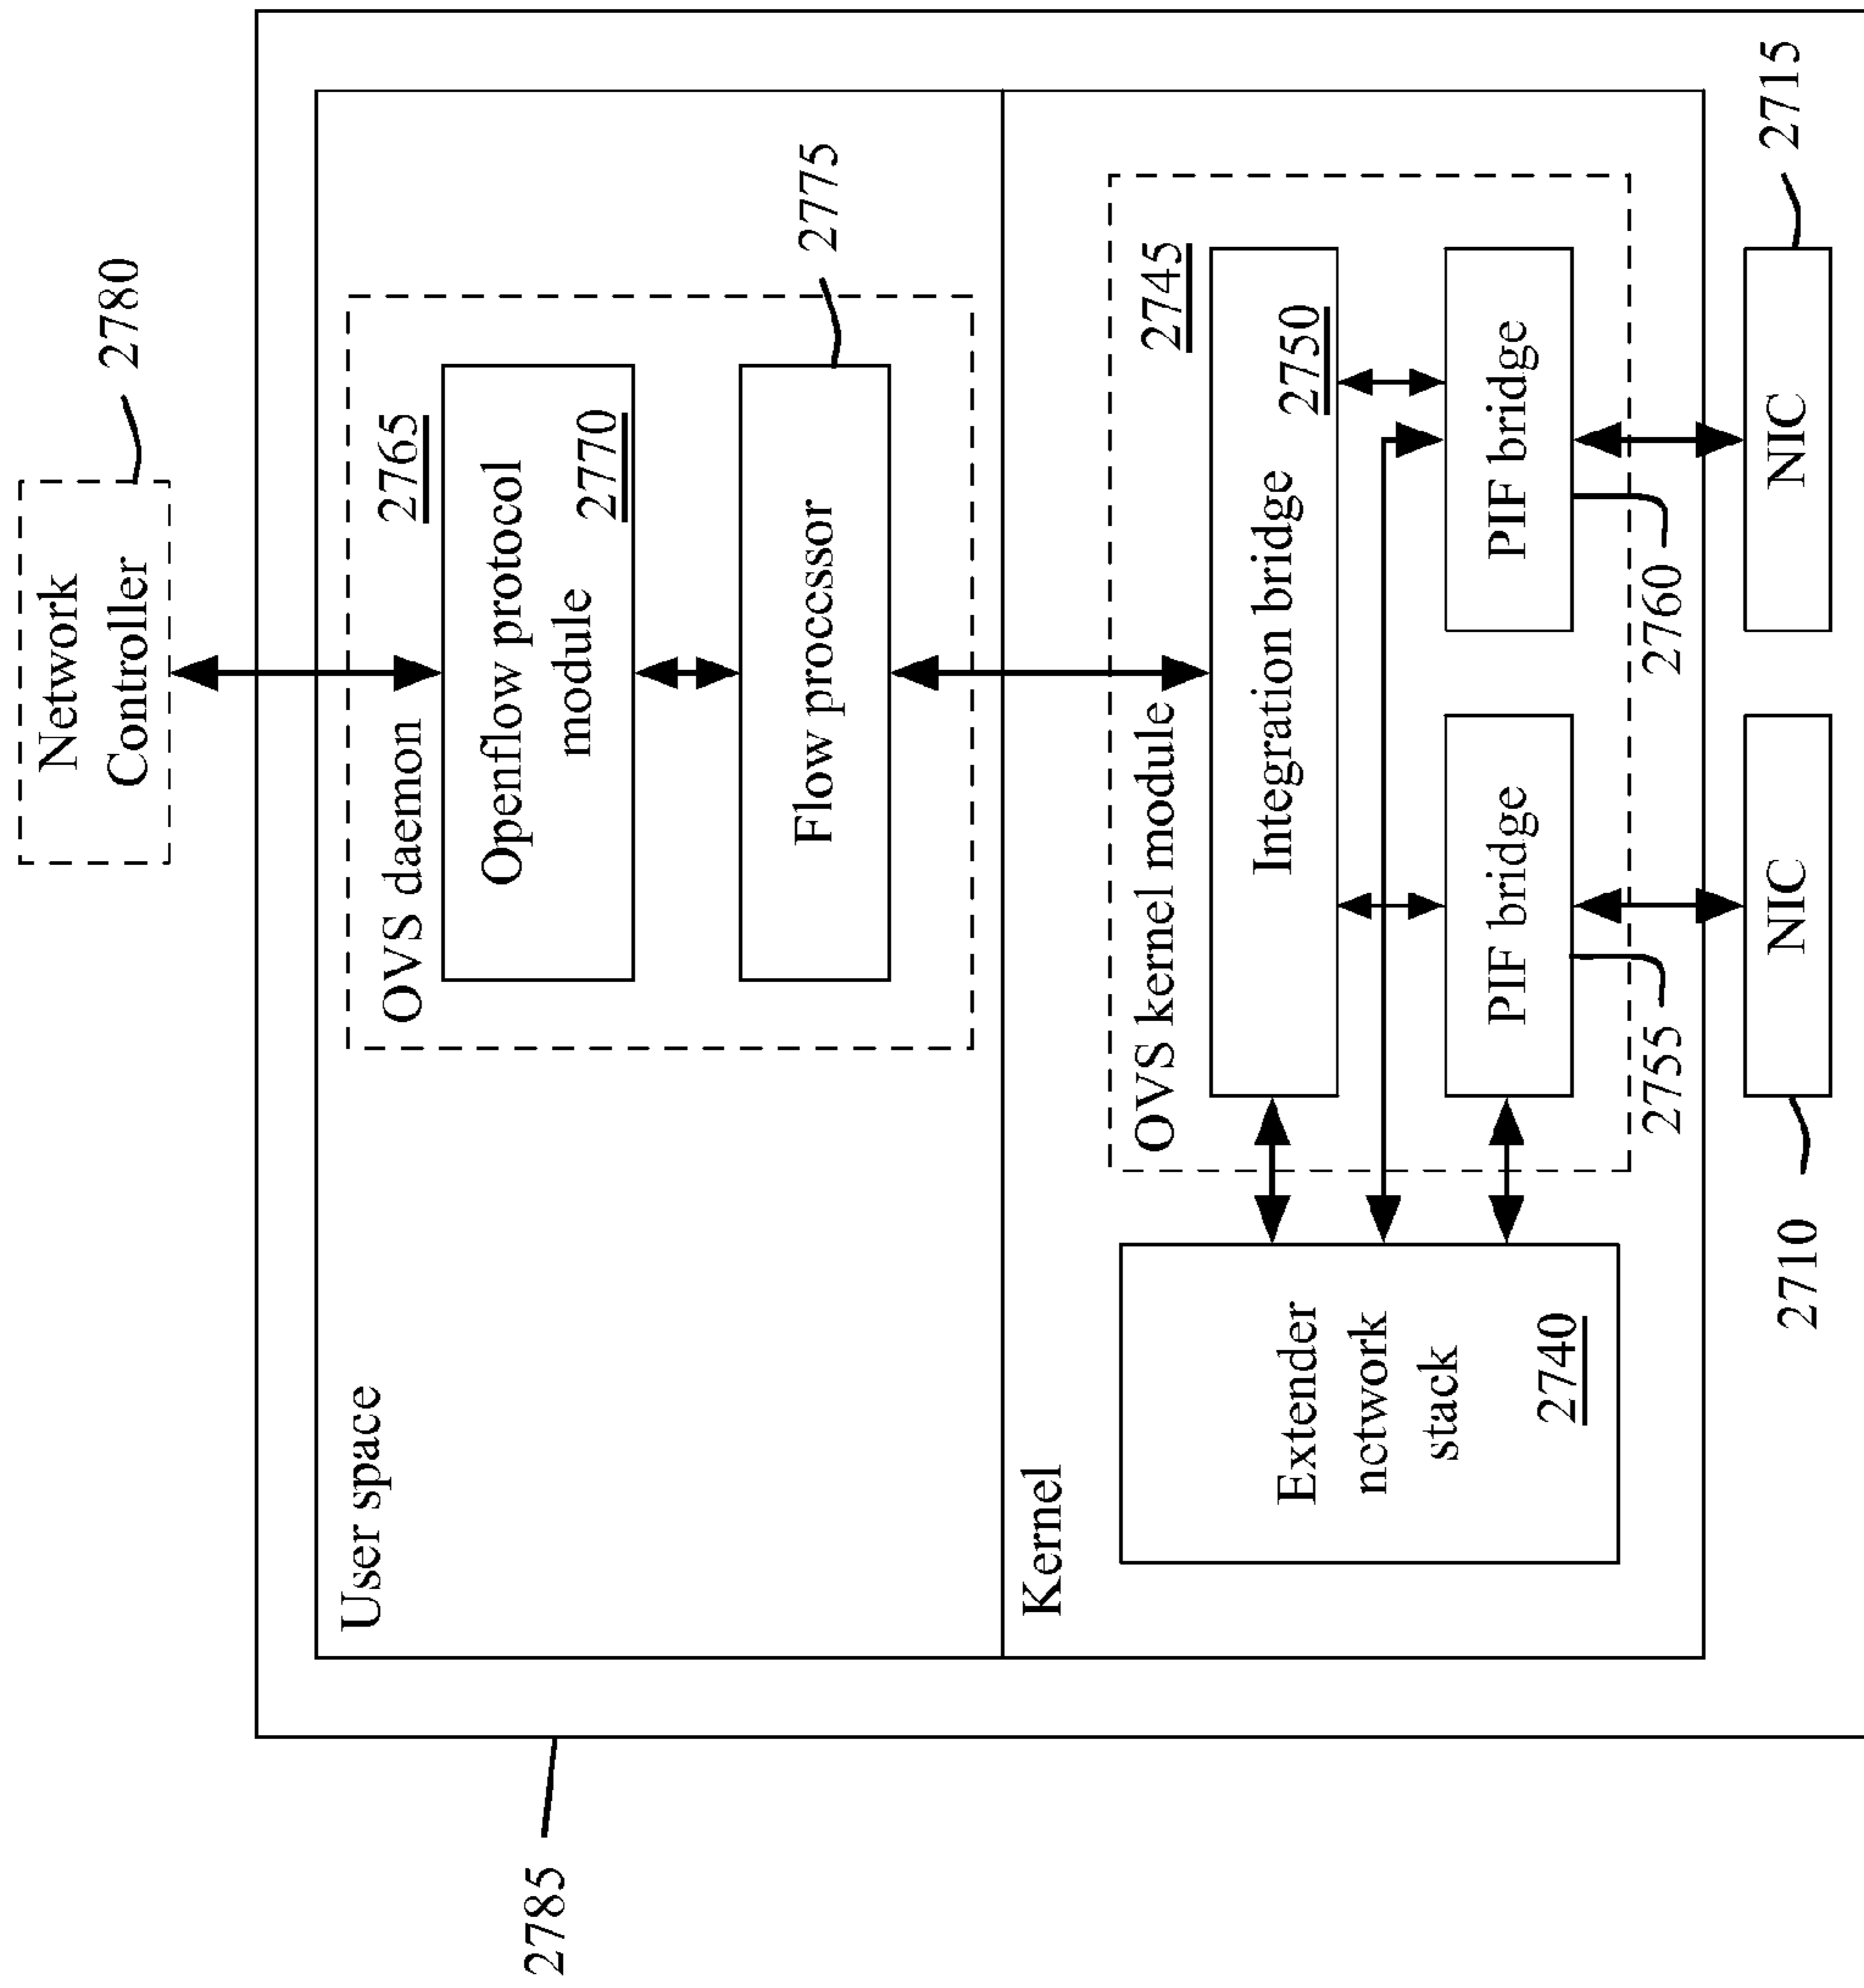 Network
Controller
2780
2785
User space
OVS daemon
2765
Openflow protocol
module
2770
Flow processor
2775
Kernel
Extender
network
stack
2740
OVS kernel module
2745
Integration bridge
2750
PIF bridge
2755
PIF bridge
2760
NIC
2710
NIC
2715